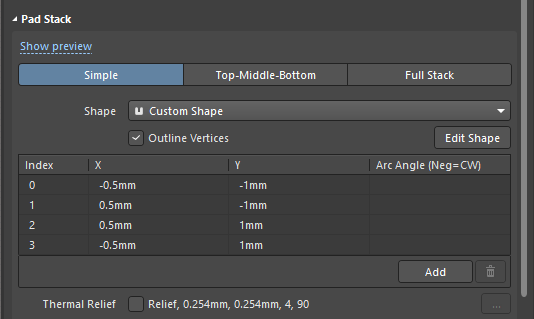 Pad Stack
Show preview
Simple Top-Middle-Bottom Full Stack
Shape Custom Shape
Outline Vertices Edit Shape
Index X Y Arc Angle (Neg=CW)
0 -0.5mm -1mm
1 0.5mm -1mm
2 0.5mm 1mm
3 -0.5mm 1mm
Add
Thermal Relief Relief, 0.254mm, 0.254mm, 4, 90 ...